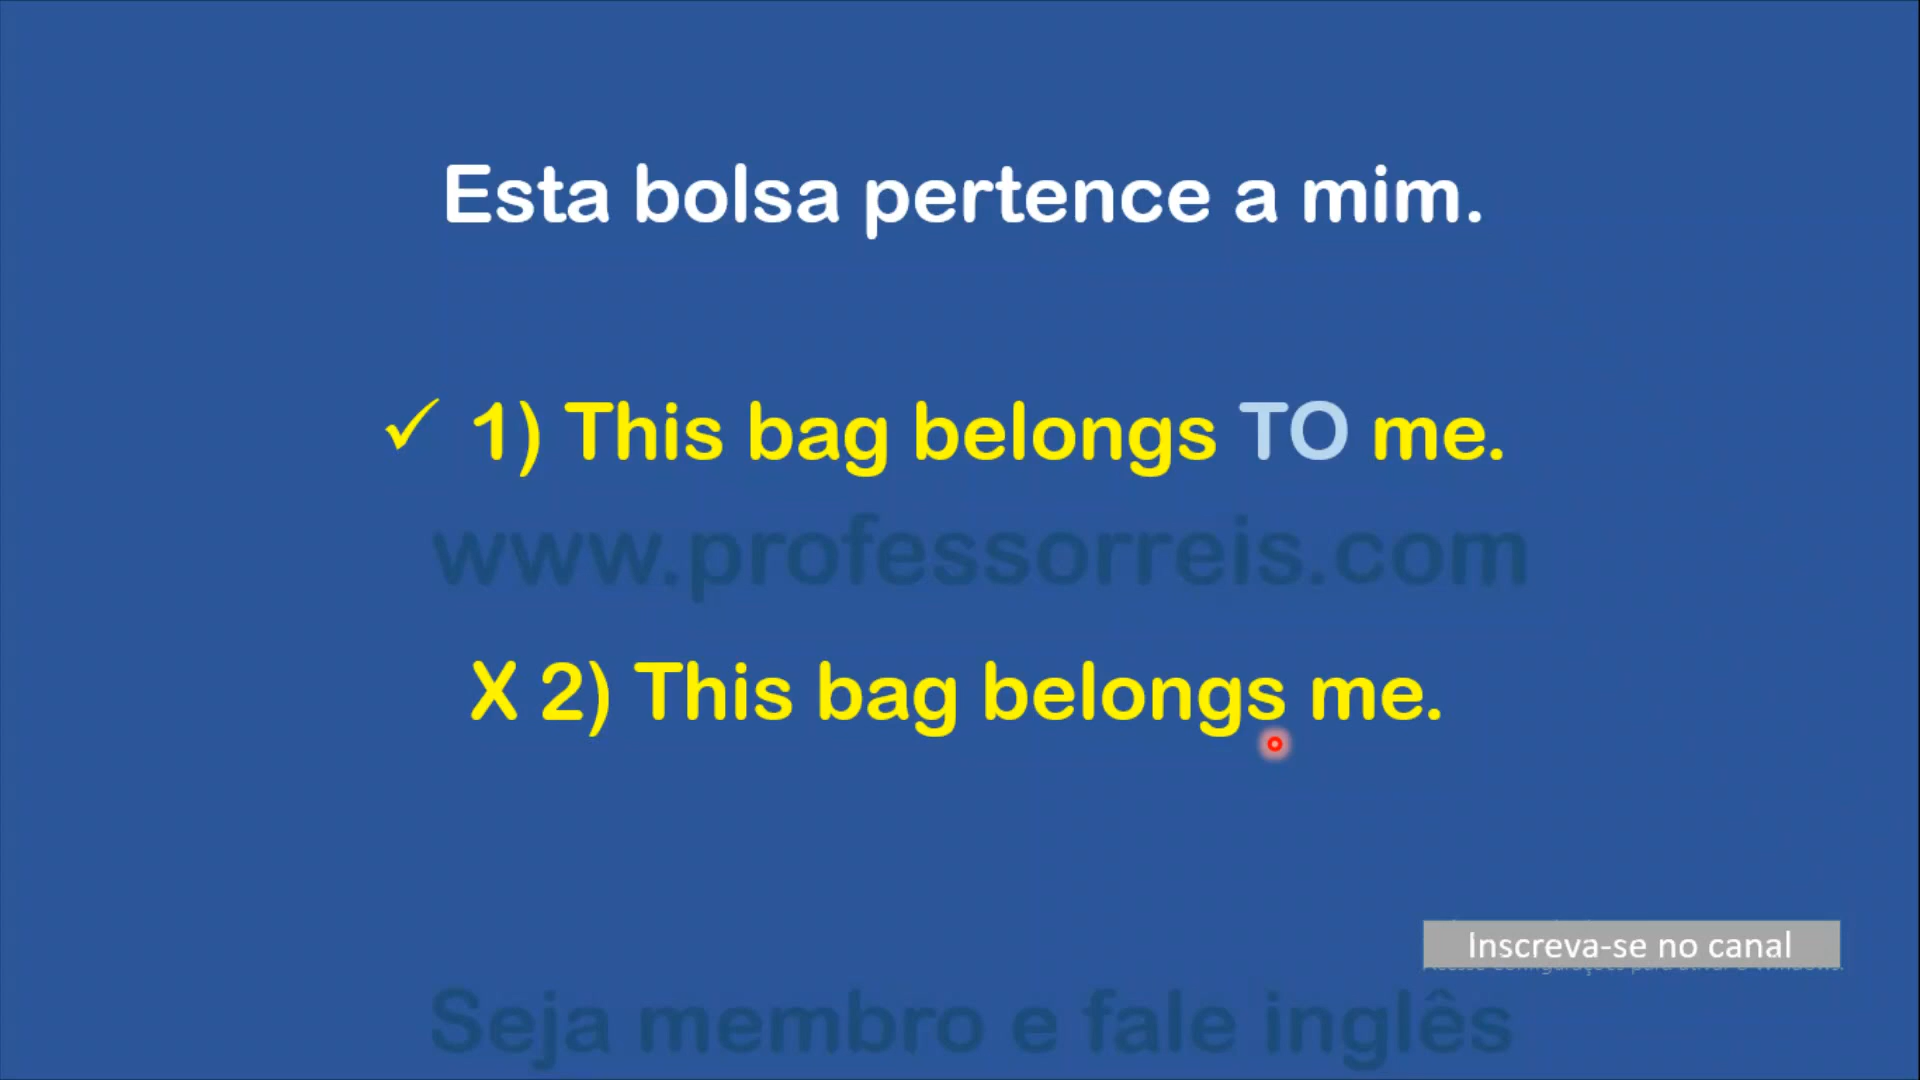 Esta bolsa pertence a mim.
✓ 1) This bag belongs TO me.
www.professorreis.com
X 2) This bag belongs me.
Inscreva-se no canal
Seja membro e fale inglês